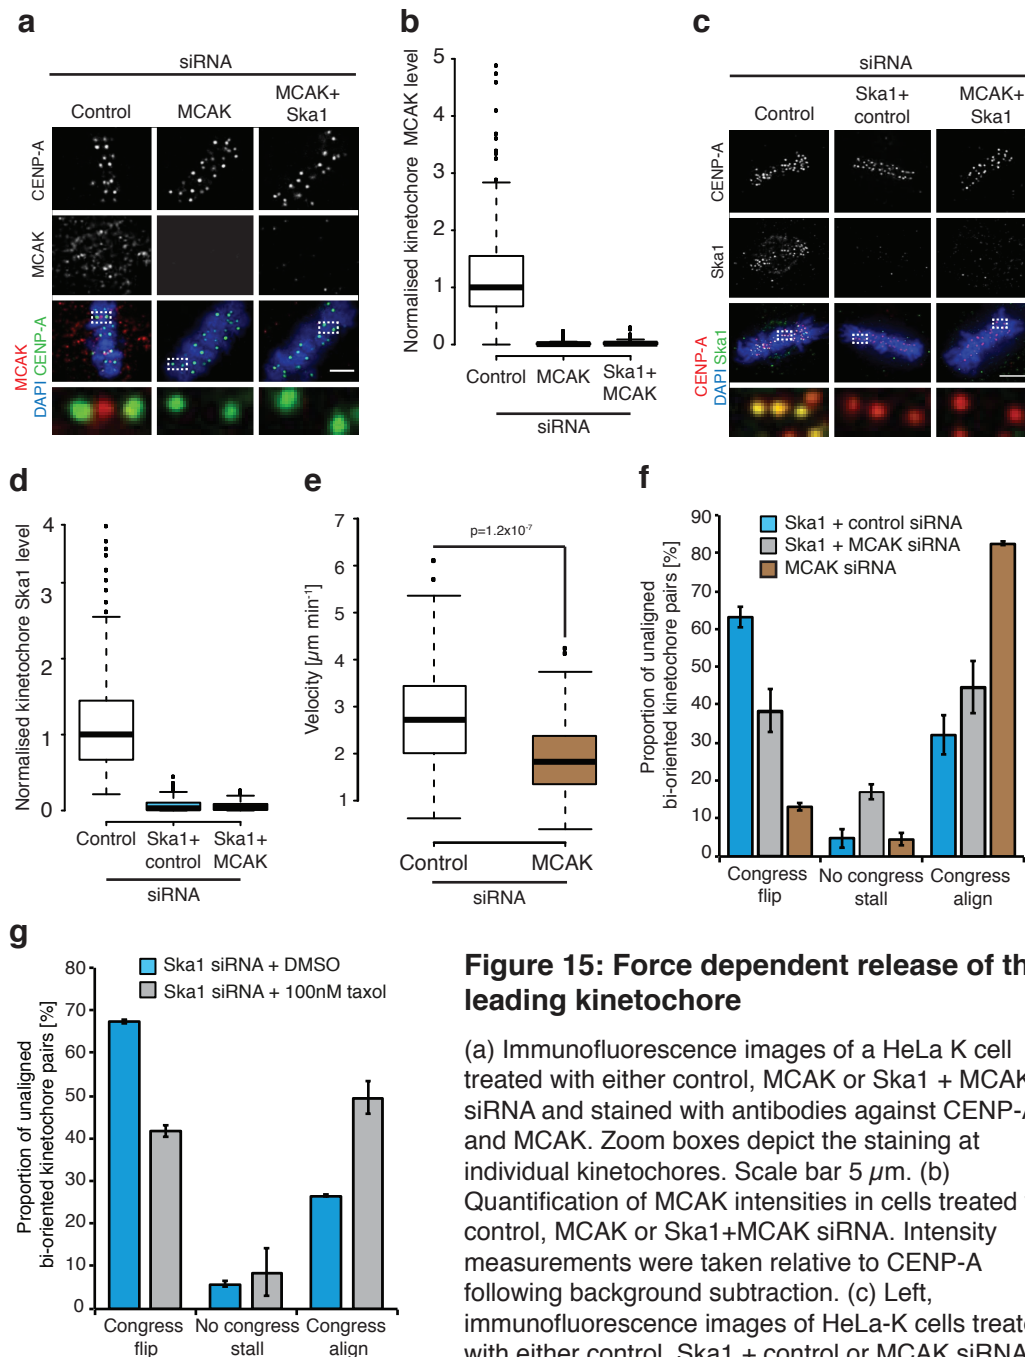 a
siRNA
Control
MCAK
MCAK+
Ska1
CENP-A
MCAK
MCAK
DAPI CENP-A
b
Normalised kinetochore MCAK level
5
4
3
2
1
0
Control
MCAK
Ska1+
MCAK
siRNA
c
siRNA
Control
Ska1+
control
MCAK+
Ska1
CENP-A
Ska1
CENP-A
DAPI Ska1
d
Normalised kinetochore Ska1 level
4
3
2
1
0
Control
Ska1+
control
Ska1+
MCAK
siRNA
e
Velocity [µm min⁻¹]
7
6
5
4
3
2
1
p=1.2x10⁻⁷
Control
MCAK
siRNA
f
Proportion of unaligned
bi-oriented kinetochore pairs [%]
90
80
70
60
50
40
30
20
10
0
Ska1 + control siRNA
Ska1 + MCAK siRNA
MCAK siRNA
Congress
flip
No congress
stall
Congress
align
g
Proportion of unaligned
bi-oriented kinetochore pairs [%]
80
70
60
50
40
30
20
10
0
Ska1 siRNA + DMSO
Ska1 siRNA + 100nM taxol
Congress
flip
No congress
stall
Congress
align
Figure 15: Force dependent release of th
leading kinetochore
(a) Immunofluorescence images of a HeLa K cell
treated with either control, MCAK or Ska1 + MCAK
siRNA and stained with antibodies against CENP-A
and MCAK. Zoom boxes depict the staining at
individual kinetochores. Scale bar 5 µm. (b)
Quantification of MCAK intensities in cells treated
control, MCAK or Ska1+MCAK siRNA. Intensity
measurements were taken relative to CENP-A
following background subtraction. (c) Left,
immunofluorescence images of HeLa-K cells treate
with either control, Ska1 + control or MCAK siRNA